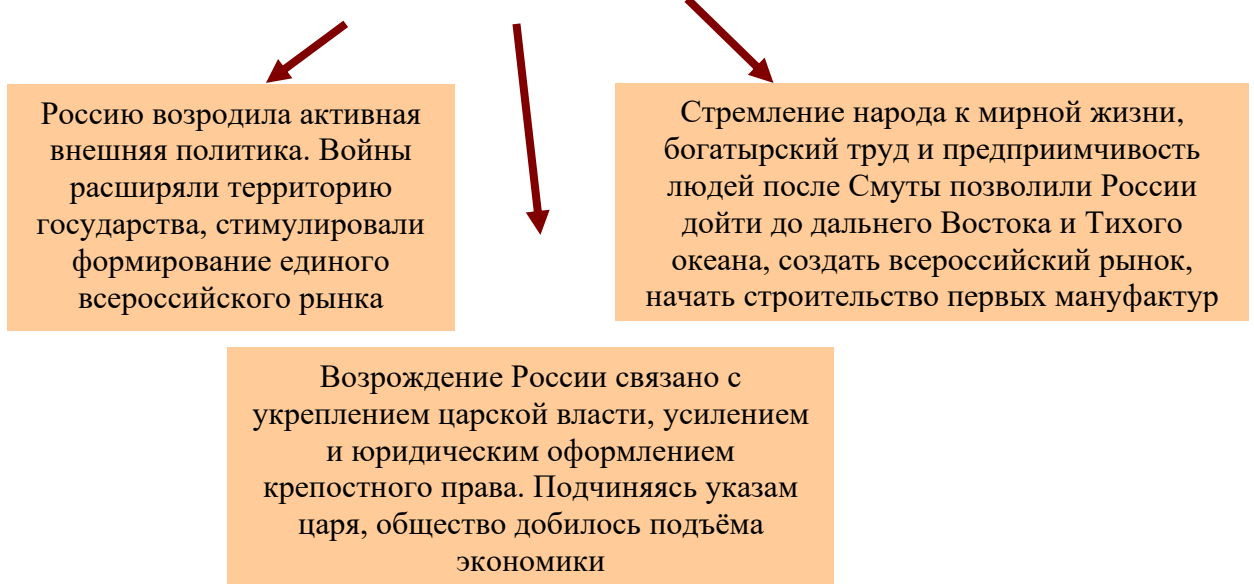 Россию возродила активная
внешняя политика. Войны
расширяли территорию
государства, стимулировали
формирование единого
всероссийского рынка
Стремление народа к мирной жизни,
богатырский труд и предприимчивость
людей после Смуты позволили России
дойти до дальнего Востока и Тихого
океана, создать всероссийский рынок,
начать строительство первых мануфактур
Возрождение России связано с
укреплением царской власти, усилением
и юридическим оформлением
крепостного права. Подчиняясь указам
царя, общество добилось подъёма
экономики